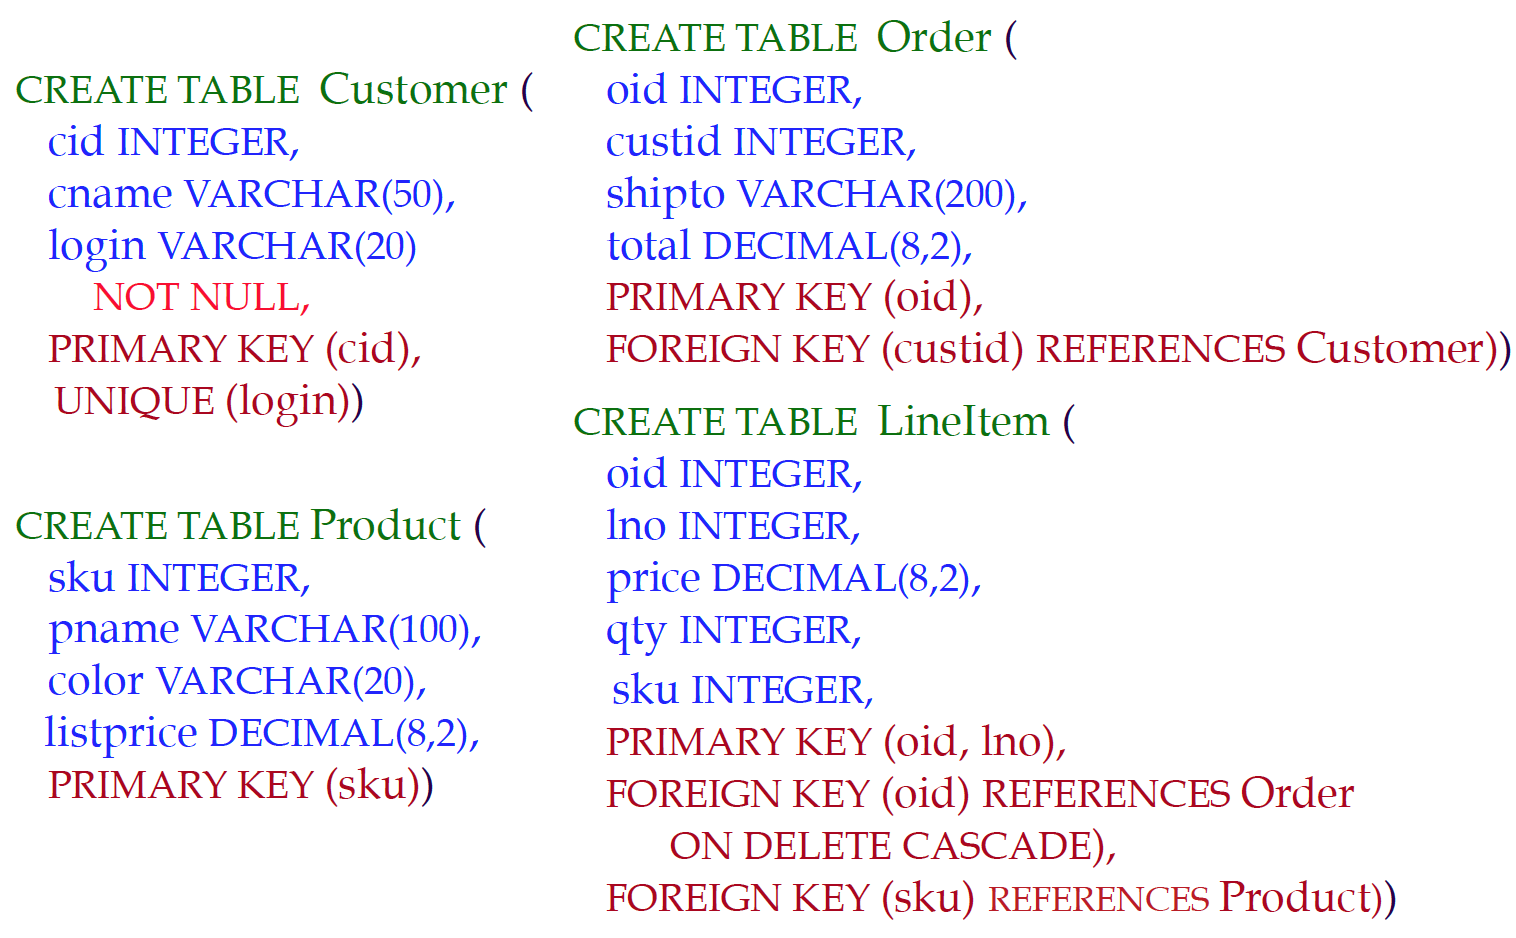 CREATE TABLE Customer (
cid INTEGER,
cname VARCHAR(50),
login VARCHAR(20)
NOT NULL,
PRIMARY KEY (cid),
UNIQUE (login))
CREATE TABLE Product (
sku INTEGER,
pname VARCHAR(100),
color VARCHAR(20),
listprice DECIMAL(8,2),
PRIMARY KEY (sku))
CREATE TABLE Order (
oid INTEGER,
custid INTEGER,
shipto VARCHAR(200),
total DECIMAL(8,2),
PRIMARY KEY (oid),
FOREIGN KEY (custid) REFERENCES Customer))
CREATE TABLE LineItem (
oid INTEGER,
lno INTEGER,
price DECIMAL(8,2),
qty INTEGER,
sku INTEGER,
PRIMARY KEY (oid, lno),
FOREIGN KEY (oid) REFERENCES Order
ON DELETE CASCADE),
FOREIGN KEY (sku) REFERENCES Product))